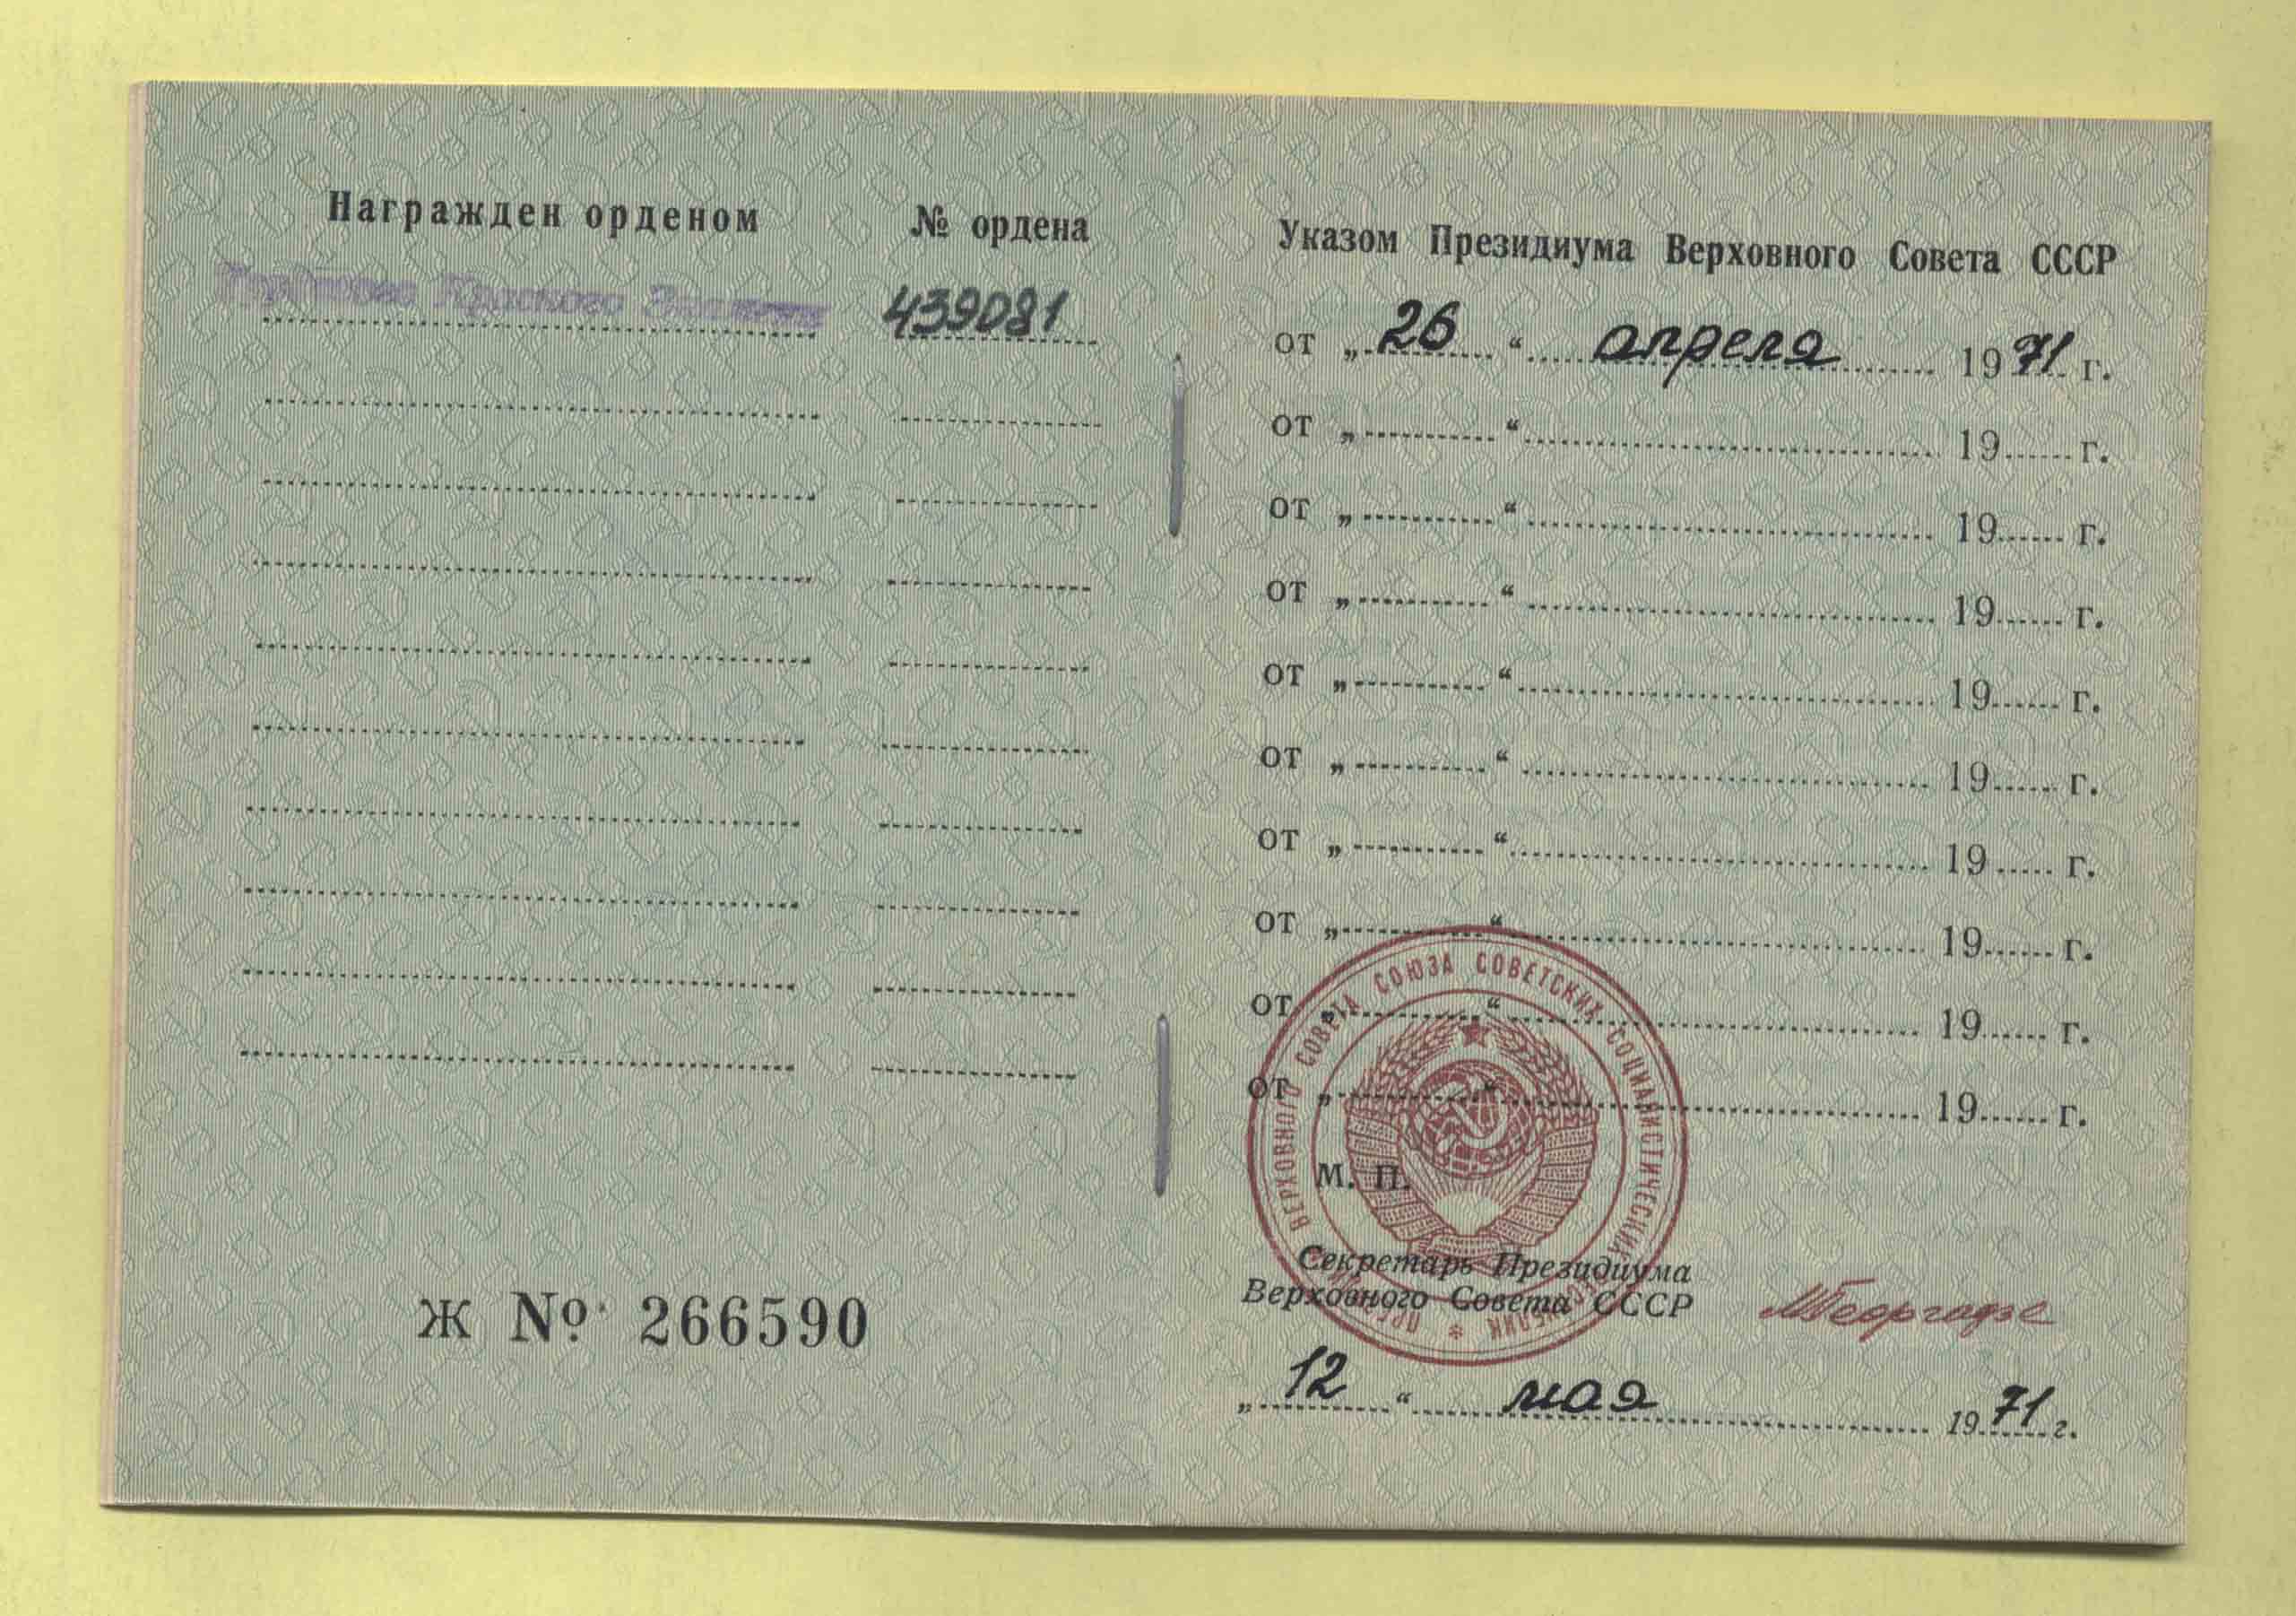 Награжден орденом № ордена
Трудового Красного Знамени 439081
Ж № 266590
Указом Президиума Верховного Совета СССР
от „ 26 “ апреля 1971 г.
от „ “ 19 г.
от „ “ 19 г.
от „ “ 19 г.
от „ “ 19 г.
от „ “ 19 г.
от „ “ 19 г.
от „ “ 19 г.
от „ “ 19 г.
от „ “ 19 г.
ВЕРХОВНОГО СОВЕТА СОЮЗА СОВЕТСКИХ СОЦИАЛИСТИЧЕСКИХ
М. П.
Секретарь Президиума
Верховного Совета СССР МГеоргадзе
„ 12 “ мая 1971 г.